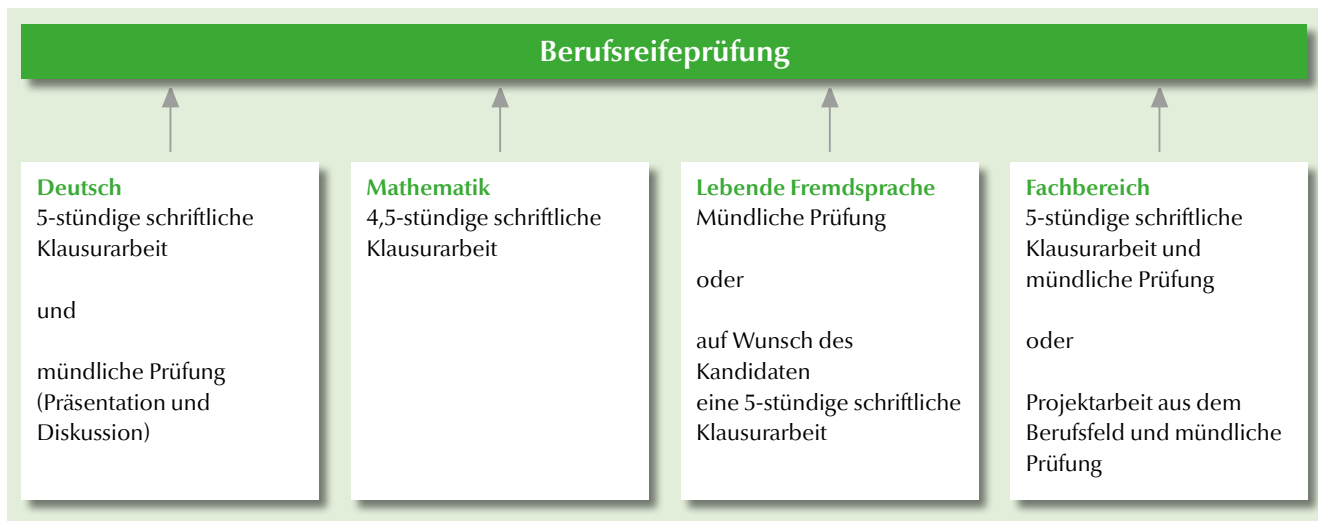 Berufsreifeprüfung
Deutsch
5-stündige schriftliche
Klausurarbeit
und
mündliche Prüfung
(Präsentation und
Diskussion)
Mathematik
4,5-stündige schriftliche
Klausurarbeit
Lebende Fremdsprache
Mündliche Prüfung
oder
auf Wunsch des
Kandidaten
eine 5-stündige schriftliche
Klausurarbeit
Fachbereich
5-stündige schriftliche
Klausurarbeit und
mündliche Prüfung
oder
Projektarbeit aus dem
Berufsfeld und mündliche
Prüfung